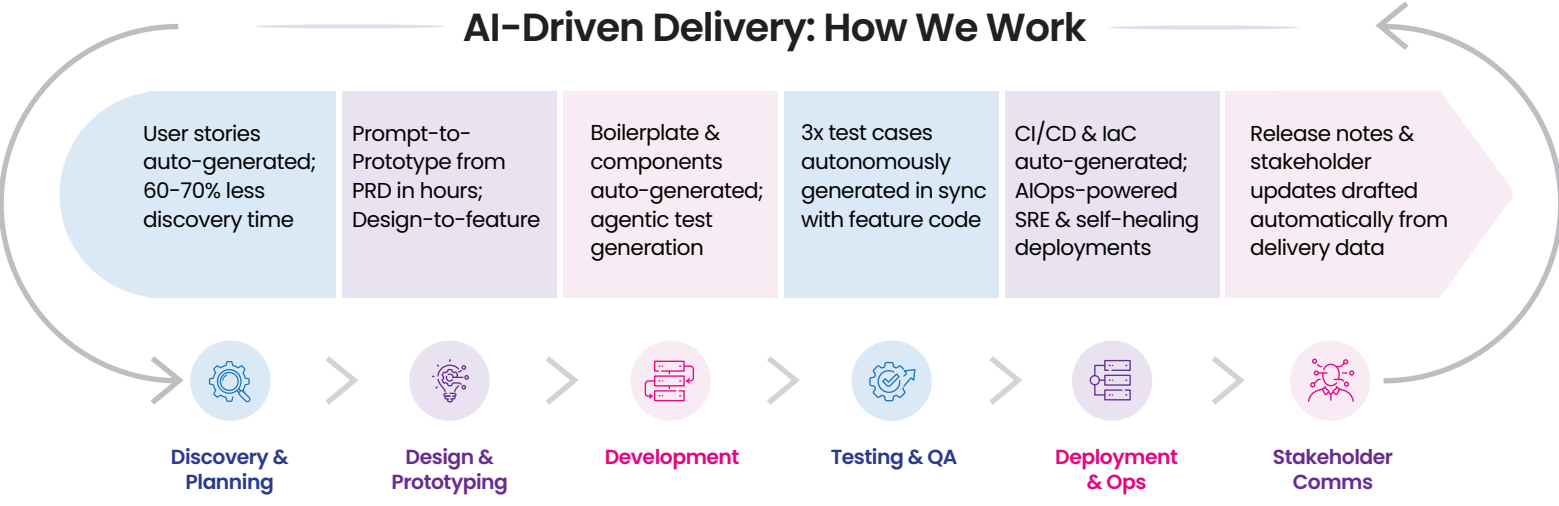 AI-Driven Delivery: How We Work
User stories
auto-generated;
60-70% less
discovery time
Prompt-to-
Prototype from
PRD in hours;
Design-to-feature
Boilerplate &
components
auto-generated;
agentic test
generation
3x test cases
autonomously
generated in sync
with feature code
CI/CD & IaC
auto-generated;
AIOps-powered
SRE & self-healing
deployments
Release notes &
stakeholder
updates drafted
automatically from
delivery data
Discovery &
Planning
Design &
Prototyping
Development
Testing & QA
Deployment
& Ops
Stakeholder
Comms